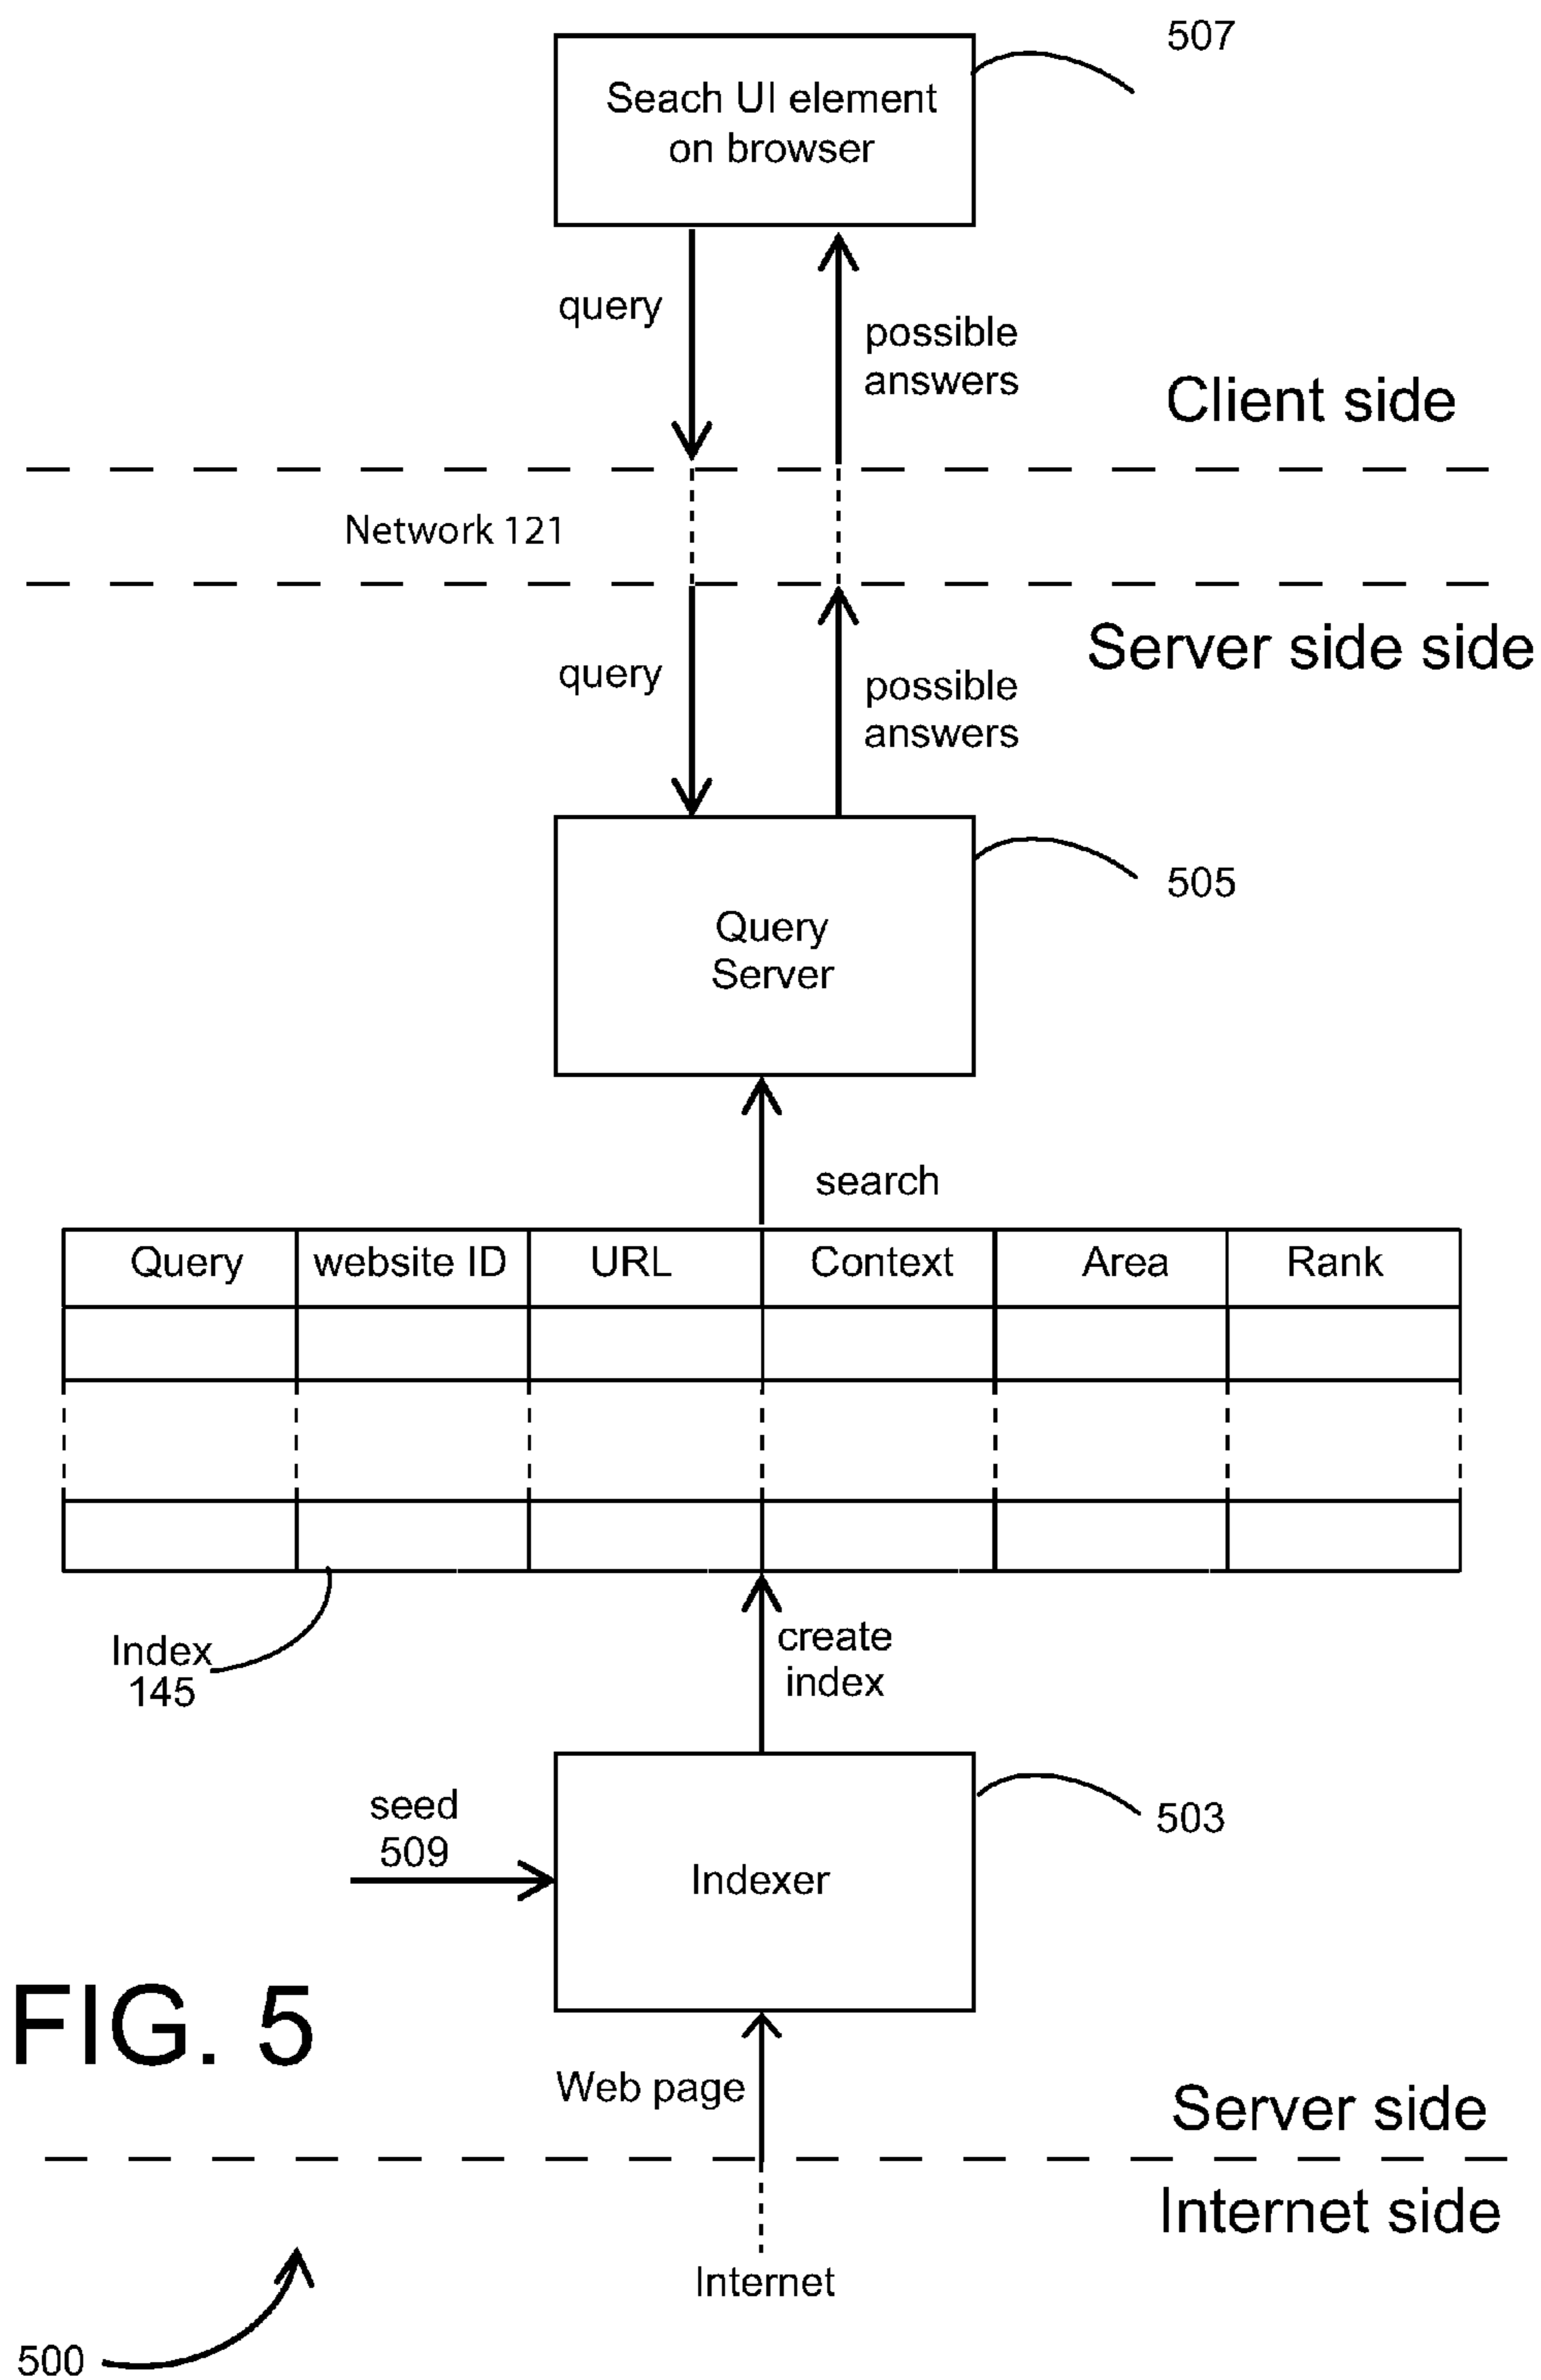 507
Seach UI element
on browser
query
possible
answers
Client side
Network 121
Server side side
query
possible
answers
505
Query
Server
search
Query website ID URL Context Area Rank
Index
145
create
index
seed
509
503
Indexer
FIG. 5
Web page
Server side
Internet side
Internet
500